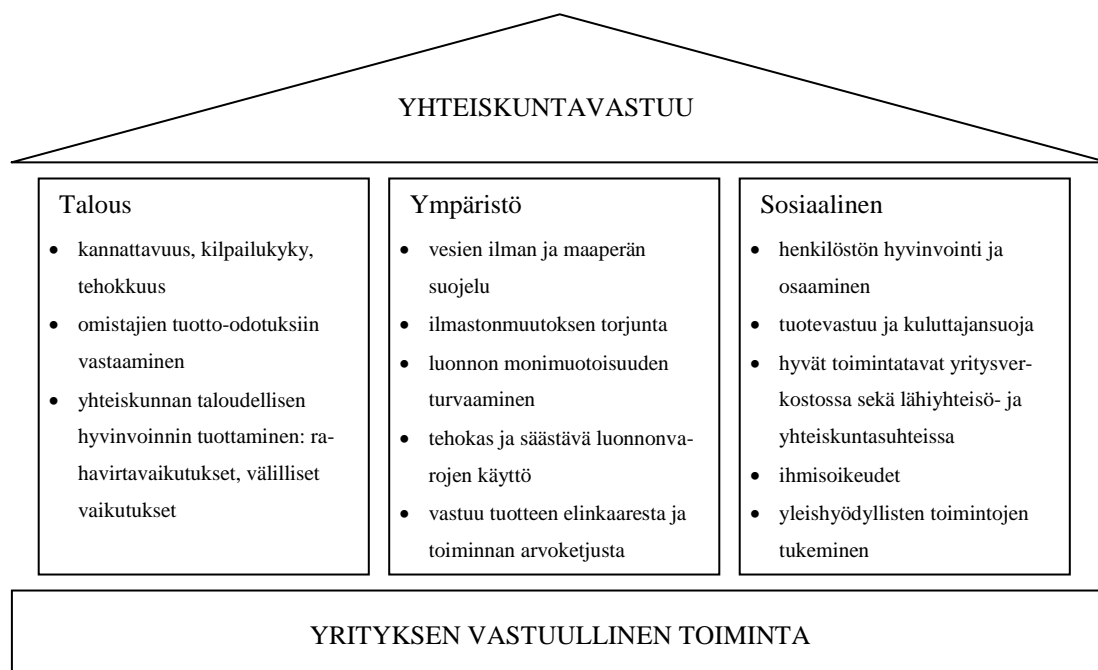 YHTEISKUNTAVASTUU
Talous
• kannattavuus, kilpailukyky,
tehokkuus
• omistajien tuotto-odotuksiin
vastaaminen
• yhteiskunnan taloudellisen
hyvinvoinnin tuottaminen: ra-
havirtavaikutukset, välilliset
vaikutukset
Ympäristö
• vesien ilman ja maaperän
suojelu
• ilmastonmuutoksen torjunta
• luonnon monimuotoisuuden
turvaaminen
• tehokas ja säästävä luonnonva-
rojen käyttö
• vastuu tuotteen elinkaaresta ja
toiminnan arvoketjusta
Sosiaalinen
• henkilöstön hyvinvointi ja
osaaminen
• tuotevastuu ja kuluttajansuoja
• hyvät toimintatavat yritysver-
kostossa sekä lähiyhteisö- ja
yhteiskuntasuhteissa
• ihmisoikeudet
• yleishyödyllisten toimintojen
tukeminen
YRITYKSEN VASTUULLINEN TOIMINTA